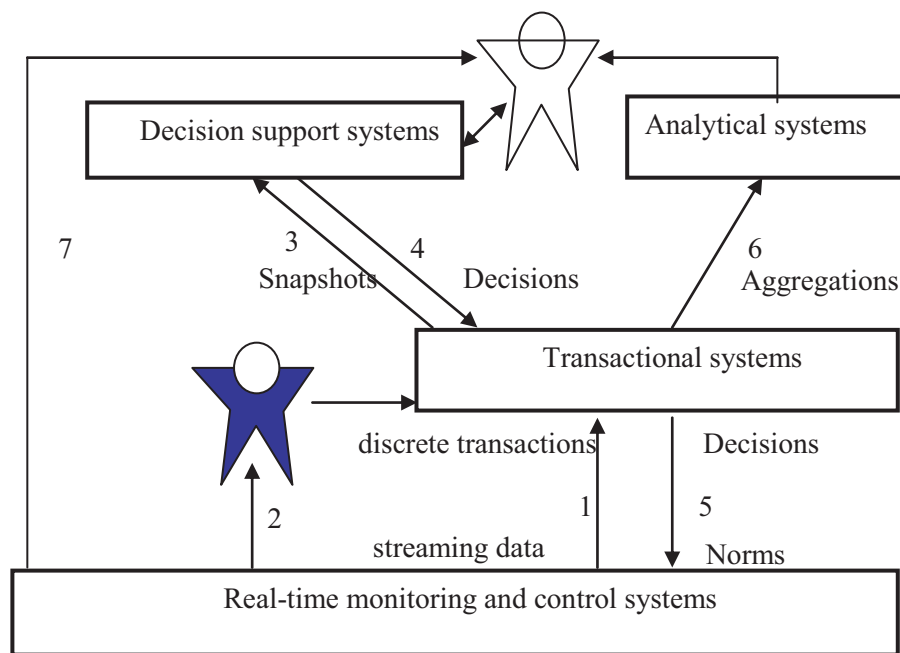 Decision support systems
Analytical systems
7
3
4
6
Snapshots
Decisions
Aggregations
Transactional systems
discrete transactions
Decisions
2
1
5
streaming data
Norms
Real-time monitoring and control systems